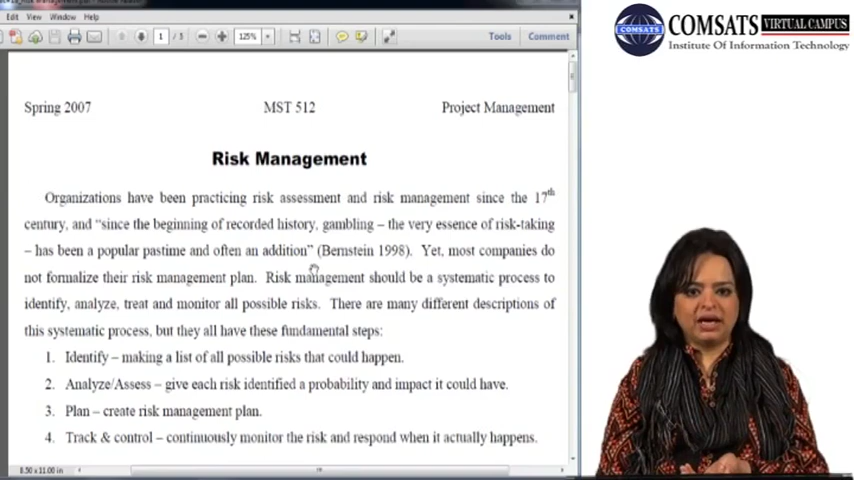 Edit View Window Help
1 / 3 125% Tools Comment
COMSATS VIRTUAL CAMPUS
COMSATS
Institute Of Information Technology
Spring 2007 MST 512 Project Management
Risk Management
Organizations have been practicing risk assessment and risk management since the 17th
century, and “since the beginning of recorded history, gambling – the very essence of risk-taking
– has been a popular pastime and often an addition” (Bernstein 1998). Yet, most companies do
not formalize their risk management plan. Risk management should be a systematic process to
identify, analyze, treat and monitor all possible risks. There are many different descriptions of
this systematic process, but they all have these fundamental steps:
1. Identify – making a list of all possible risks that could happen.
2. Analyze/Assess – give each risk identified a probability and impact it could have.
3. Plan – create risk management plan.
4. Track & control – continuously monitor the risk and respond when it actually happens.
8.50 x 11.00 in